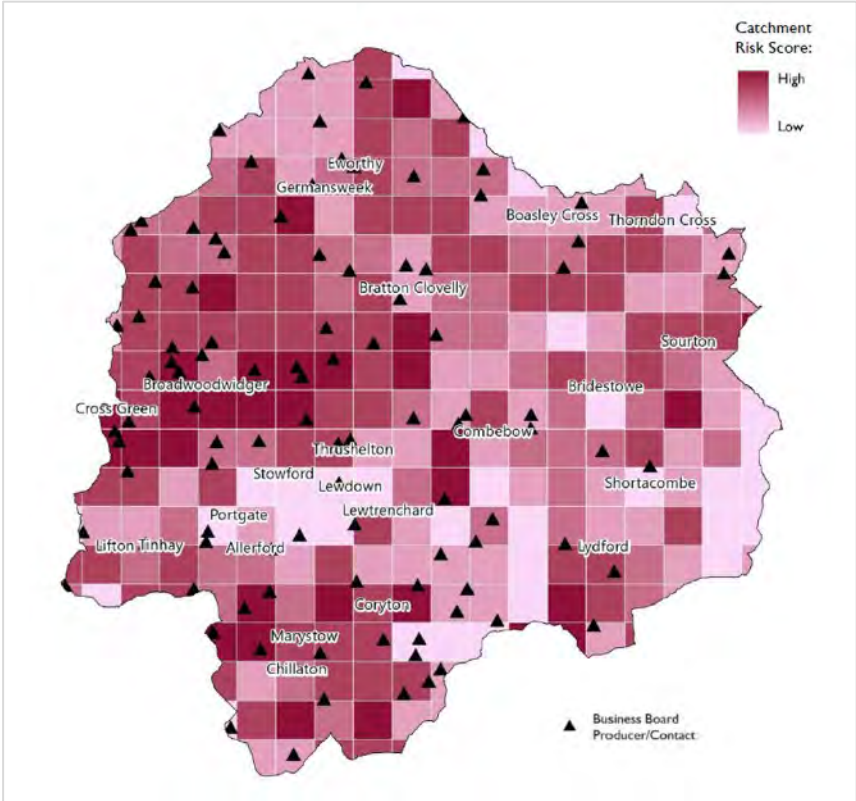 Catchment
Risk Score:
High
Low
Eworthy
Germansweek
Boasley Cross
Thorndon Cross
Bratton Clovelly
Sourton
Broadwoodwidger
Bridestowe
Cross Green
Combebow
Thrushelton
Stowford
Shortacombe
Lewdown
Lewtrenchard
Portgate
Lifton Tinhay
Allerford
Lydford
Coryton
Marystow
Chillaton
Business Board
Producer/Contact